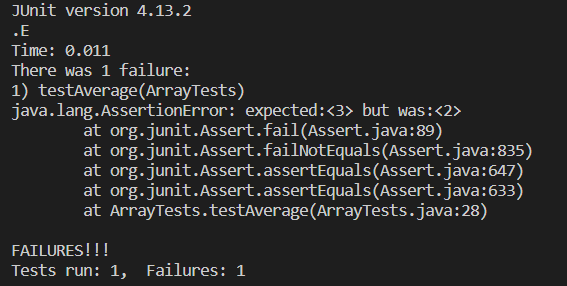 JUnit version 4.13.2
.E
Time: 0.011
There was 1 failure:
1) testAverage(ArrayTests)
java.lang.AssertionError: expected:<3> but was:<2>
        at org.junit.Assert.fail(Assert.java:89)
        at org.junit.Assert.failNotEquals(Assert.java:835)
        at org.junit.Assert.assertEquals(Assert.java:647)
        at org.junit.Assert.assertEquals(Assert.java:633)
        at ArrayTests.testAverage(ArrayTests.java:28)

FAILURES!!!
Tests run: 1,  Failures: 1